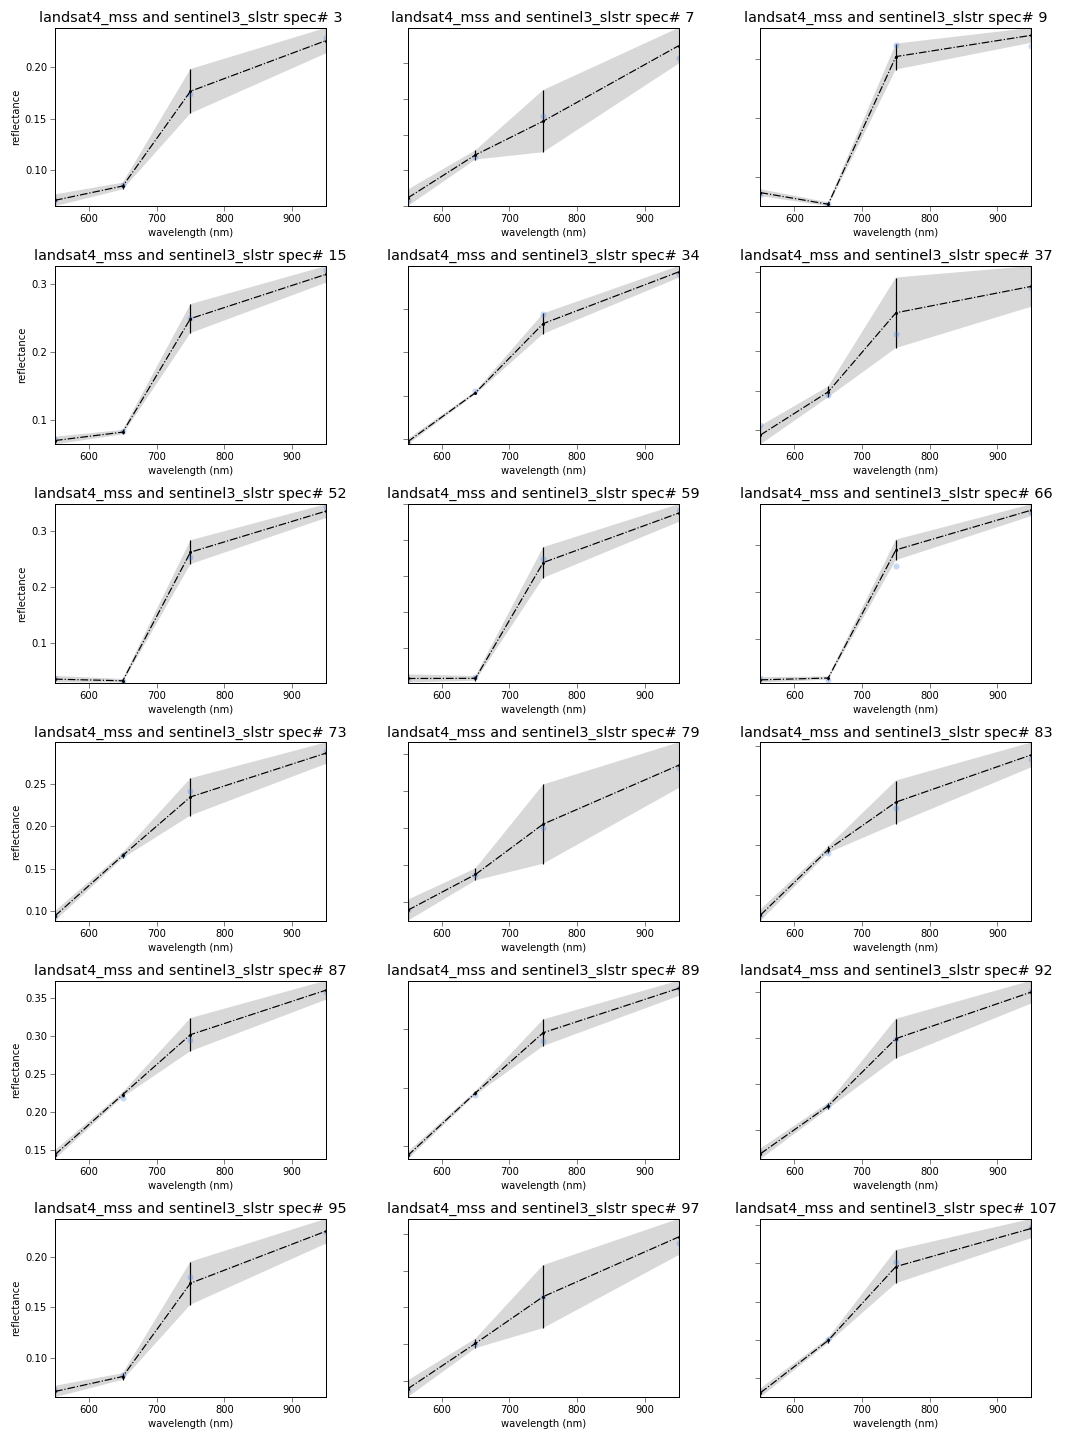 landsat4_mss and sentinel3_slstr spec# 3
landsat4_mss and sentinel3_slstr spec# 7
landsat4_mss and sentinel3_slstr spec# 9
0.20
0.15
0.10
reflectance
600 700 800 900
600 700 800 900
600 700 800 900
wavelength (nm)
wavelength (nm)
wavelength (nm)
landsat4_mss and sentinel3_slstr spec# 15
landsat4_mss and sentinel3_slstr spec# 34
landsat4_mss and sentinel3_slstr spec# 37
0.3
0.2
0.1
reflectance
600 700 800 900
600 700 800 900
600 700 800 900
wavelength (nm)
wavelength (nm)
wavelength (nm)
landsat4_mss and sentinel3_slstr spec# 52
landsat4_mss and sentinel3_slstr spec# 59
landsat4_mss and sentinel3_slstr spec# 66
0.3
0.2
0.1
reflectance
600 700 800 900
600 700 800 900
600 700 800 900
wavelength (nm)
wavelength (nm)
wavelength (nm)
landsat4_mss and sentinel3_slstr spec# 73
landsat4_mss and sentinel3_slstr spec# 79
landsat4_mss and sentinel3_slstr spec# 83
0.25
0.20
0.15
0.10
reflectance
600 700 800 900
600 700 800 900
600 700 800 900
wavelength (nm)
wavelength (nm)
wavelength (nm)
landsat4_mss and sentinel3_slstr spec# 87
landsat4_mss and sentinel3_slstr spec# 89
landsat4_mss and sentinel3_slstr spec# 92
0.35
0.30
0.25
0.20
0.15
reflectance
600 700 800 900
600 700 800 900
600 700 800 900
wavelength (nm)
wavelength (nm)
wavelength (nm)
landsat4_mss and sentinel3_slstr spec# 95
landsat4_mss and sentinel3_slstr spec# 97
landsat4_mss and sentinel3_slstr spec# 107
0.20
0.15
0.10
reflectance
600 700 800 900
600 700 800 900
600 700 800 900
wavelength (nm)
wavelength (nm)
wavelength (nm)